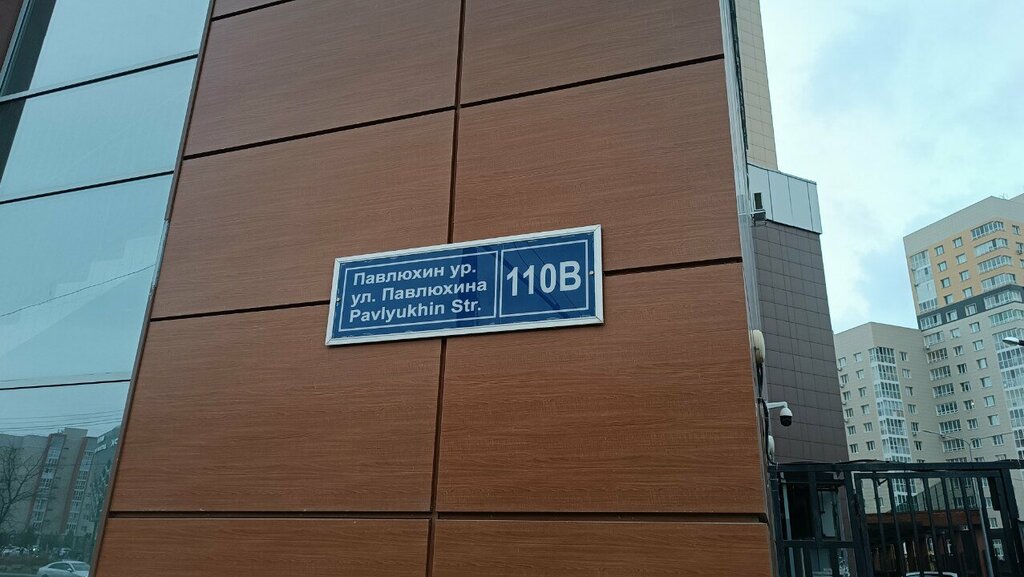 Павлюхин ур.
ул. Павлюхина
Pavlyukhin Str.
110В